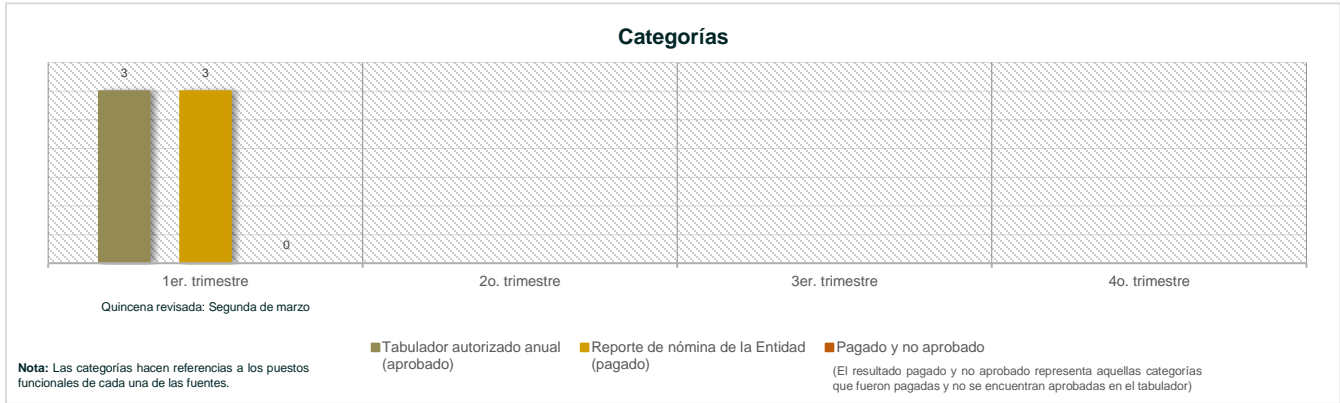 Categorías
3
3
0
1er. trimestre
2o. trimestre
3er. trimestre
4o. trimestre
Quincena revisada: Segunda de marzo
Tabulador autorizado anual
(aprobado)
Reporte de nómina de la Entidad
(pagado)
Pagado y no aprobado
(El resultado pagado y no aprobado representa aquellas categorías
que fueron pagadas y no se encuentran aprobadas en el tabulador)
Nota: Las categorías hacen referencias a los puestos
funcionales de cada una de las fuentes.